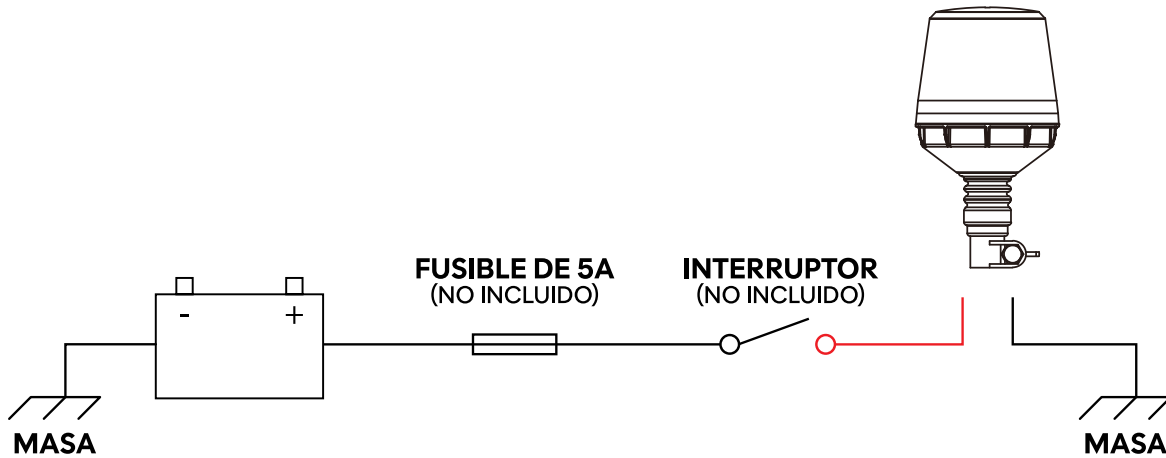 FUSIBLE DE 5A
(NO INCLUIDO)
INTERRUPTOR
(NO INCLUIDO)
- +
MASA
MASA